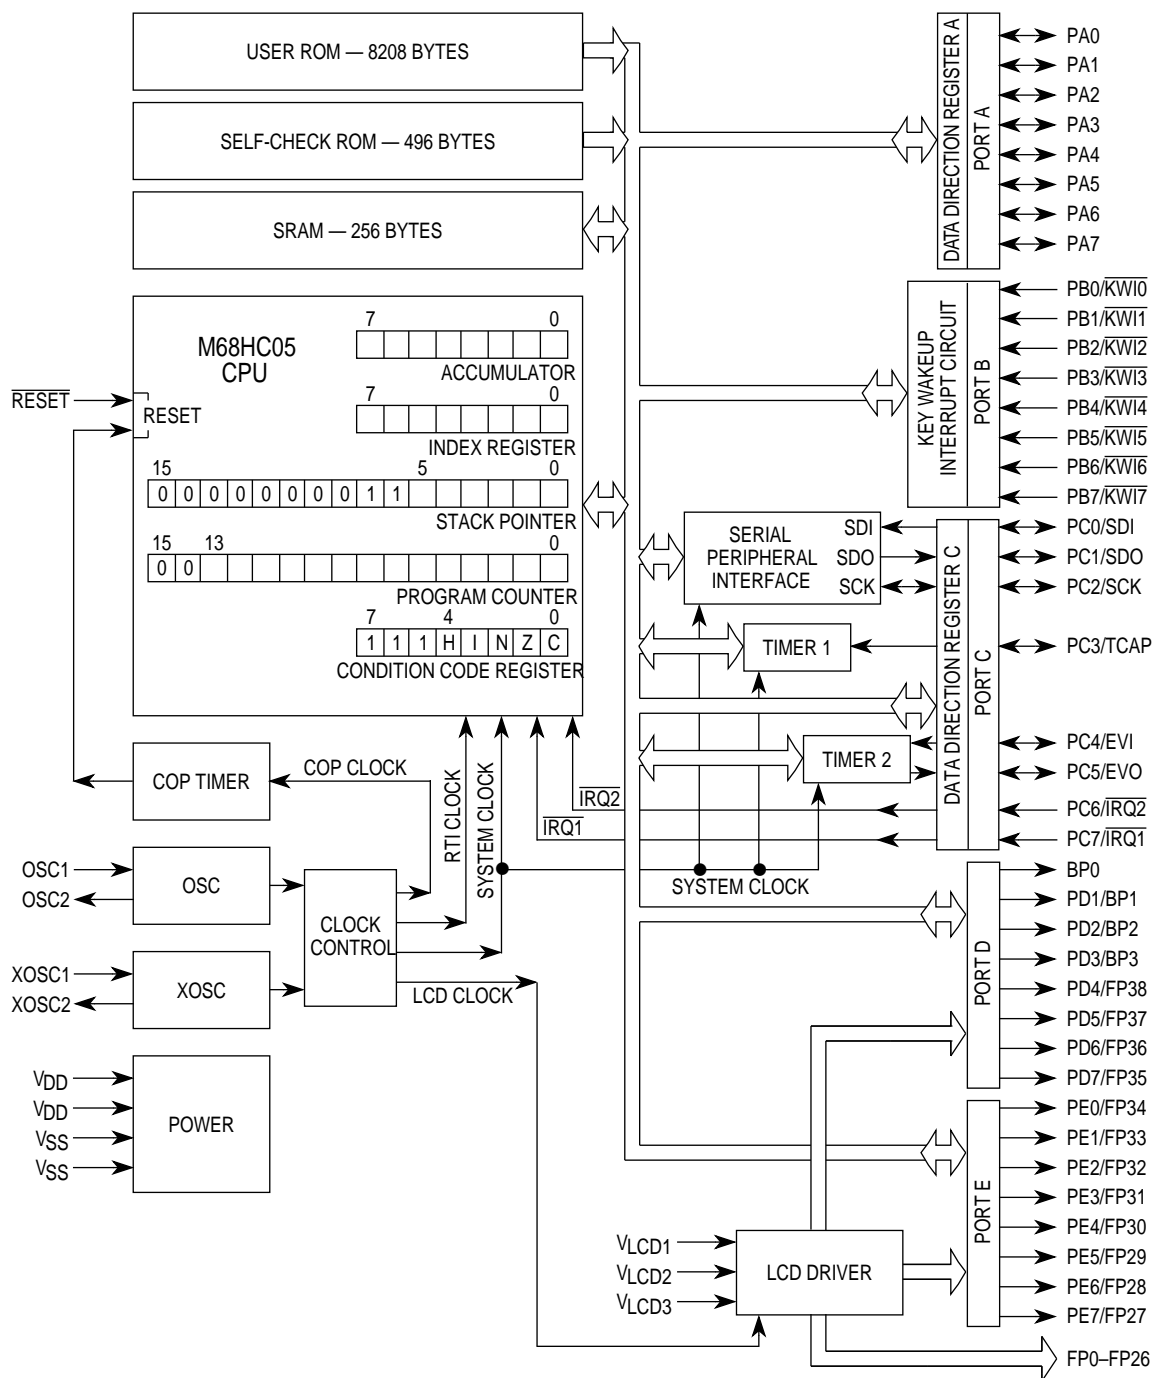 USER ROM — 8208 BYTES
SELF-CHECK ROM — 496 BYTES
SRAM — 256 BYTES
M68HC05
CPU
7 0
ACCUMULATOR
7 0
INDEX REGISTER
15 5 0
0 0 0 0 0 0 0 0 1 1
STACK POINTER
15 13 0
0 0
PROGRAM COUNTER
7 4 0
1 1 1 H I N Z C
CONDITION CODE REGISTER
RESET
RESET
COP TIMER
COP CLOCK
RTI CLOCK
SYSTEM CLOCK
IRQ2
IRQ1
SYSTEM CLOCK
OSC1
OSC2
OSC
CLOCK
CONTROL
XOSC1
XOSC2
XOSC
LCD CLOCK
VDD
VDD
VSS
VSS
POWER
DATA DIRECTION REGISTER A
PORT A
PA0
PA1
PA2
PA3
PA4
PA5
PA6
PA7
KEY WAKEUP
INTERRUPT CIRCUIT
PORT B
PB0/KWI0
PB1/KWI1
PB2/KWI2
PB3/KWI3
PB4/KWI4
PB5/KWI5
PB6/KWI6
PB7/KWI7
SERIAL
PERIPHERAL
INTERFACE
SDI
SDO
SCK
TIMER 1
TIMER 2
DATA DIRECTION REGISTER C
PORT C
PC0/SDI
PC1/SDO
PC2/SCK
PC3/TCAP
PC4/EVI
PC5/EVO
PC6/IRQ2
PC7/IRQ1
PORT D
BP0
PD1/BP1
PD2/BP2
PD3/BP3
PD4/FP38
PD5/FP37
PD6/FP36
PD7/FP35
PORT E
PE0/FP34
PE1/FP33
PE2/FP32
PE3/FP31
PE4/FP30
PE5/FP29
PE6/FP28
PE7/FP27
VLCD1
VLCD2
VLCD3
LCD DRIVER
FP0–FP26